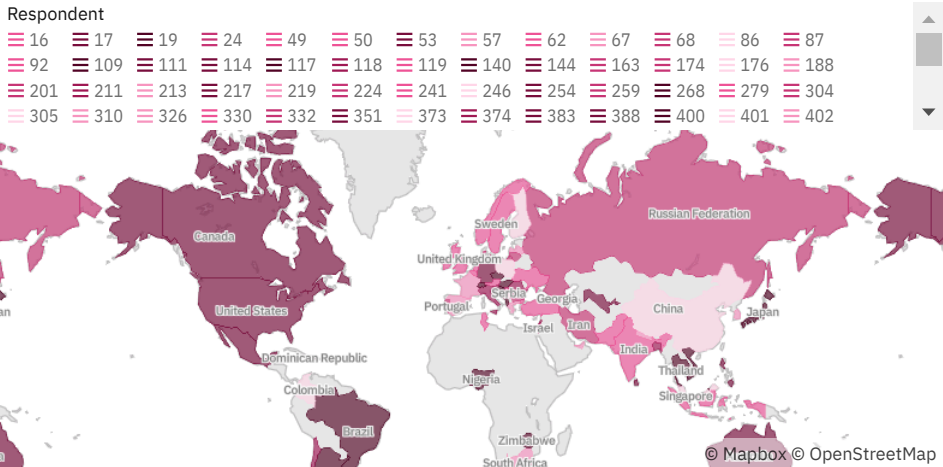 Respondent
16 17 19 24 49 50 53 57 62 67 68 86 87
92 109 111 114 117 118 119 140 144 163 174 176 188
201 211 213 217 219 224 241 246 254 259 268 279 304
305 310 326 330 332 351 373 374 383 388 400 401 402
Russian Federation
Sweden
Canada
United Kingdom
Serbia
Georgia
Portugal
United States
China
an
Japan
Israel
Iran
India
Dominican Republic
Thailand
Nigeria
Colombia
Singapore
Brazil
Zimbabwe
n
South Africa
© Mapbox © OpenStreetMap